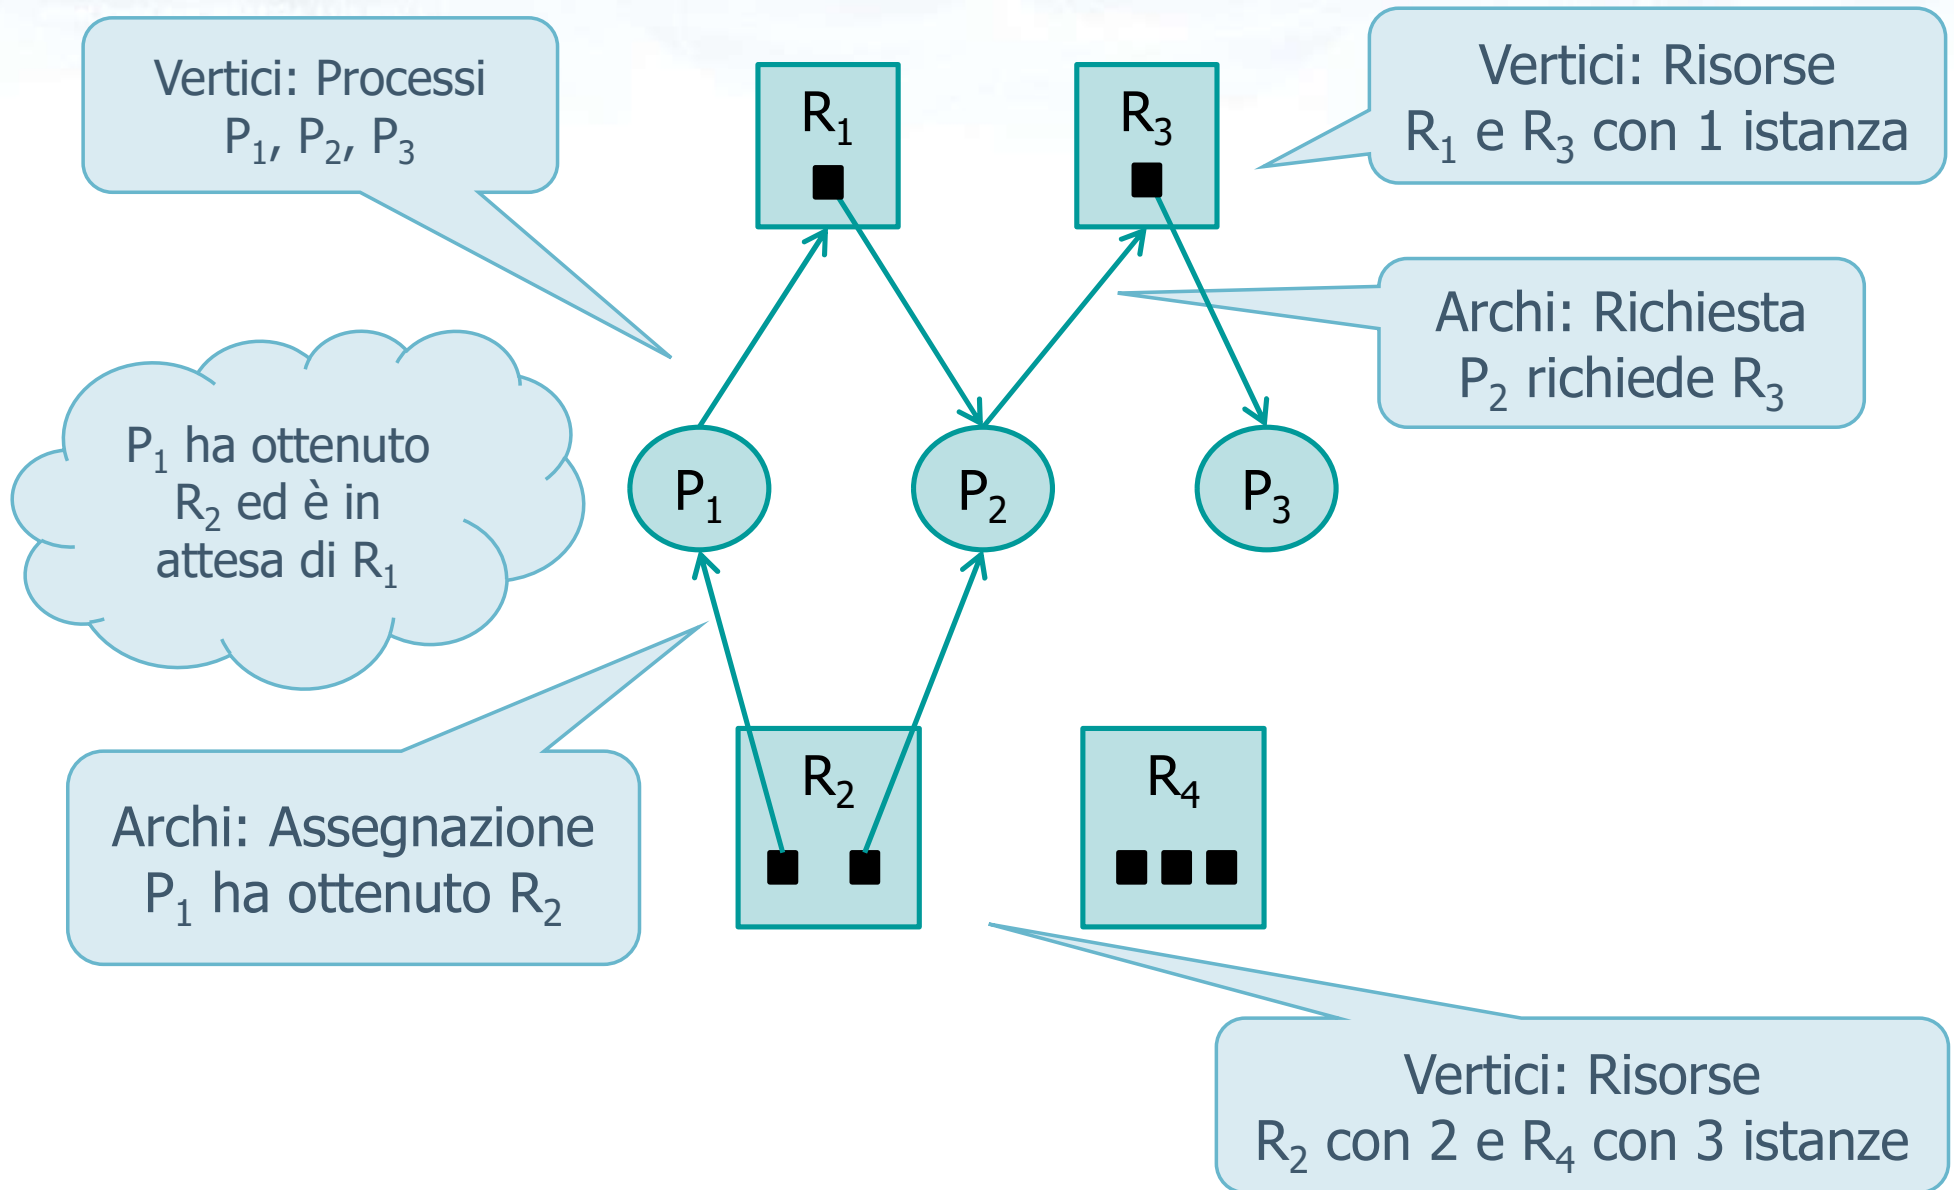 Vertici: Processi
P₁, P₂, P₃
R₁
R₃
Vertici: Risorse
R₁ e R₃ con 1 istanza
Archi: Richiesta
P₂ richiede R₃
P₁ ha ottenuto
R₂ ed è in
attesa di R₁
P₁
P₂
P₃
Archi: Assegnazione
P₁ ha ottenuto R₂
R₂
R₄
Vertici: Risorse
R₂ con 2 e R₄ con 3 istanze